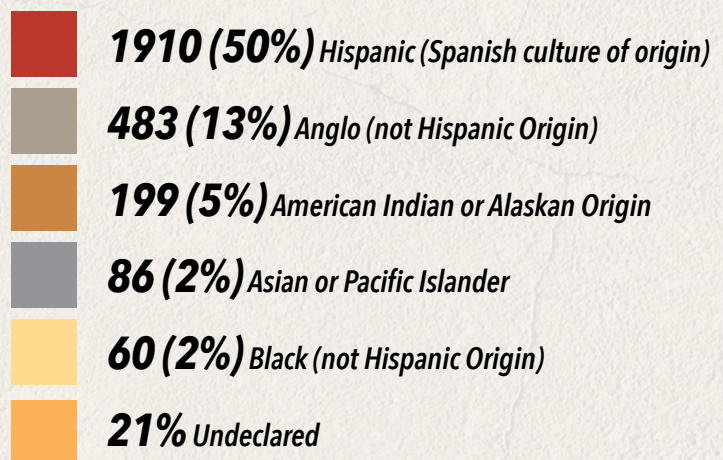 1910 (50%) Hispanic (Spanish culture of origin)
483 (13%) Anglo (not Hispanic Origin)
199 (5%) American Indian or Alaskan Origin
86 (2%) Asian or Pacific Islander
60 (2%) Black (not Hispanic Origin)
21% Undeclared